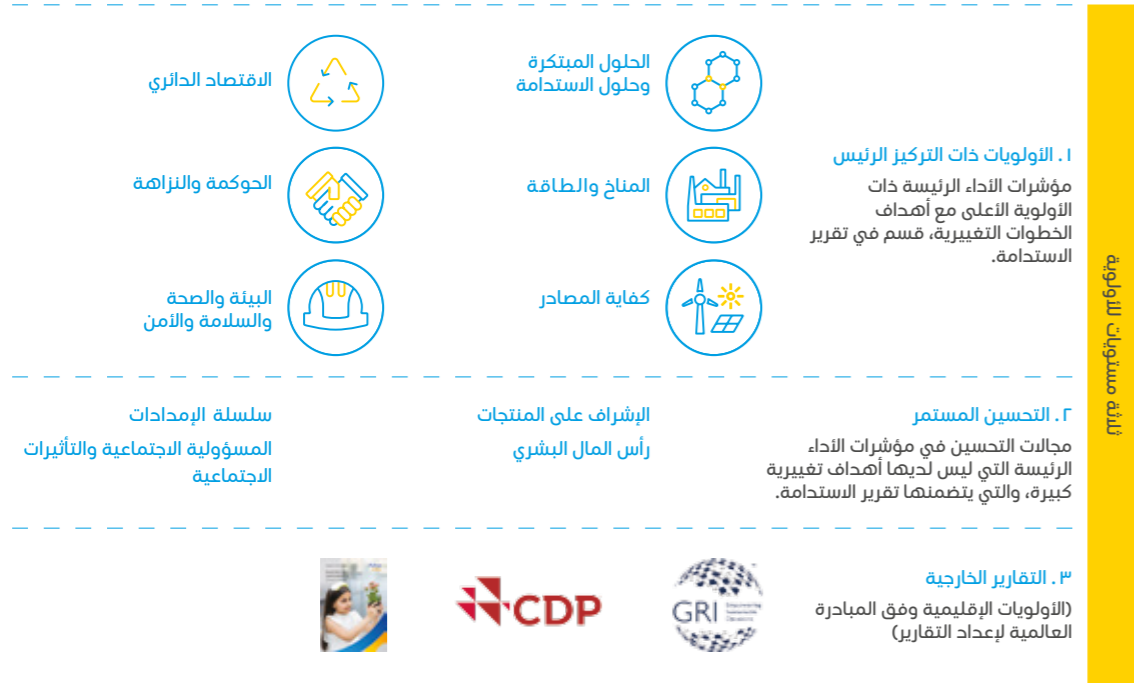 ثلاثة مستويات للأولوية
١. الأولويات ذات التركيز الرئيس
مؤشرات الأداء الرئيسة ذات
الأولوية الأعلى مع أهداف
الخطوات التغييرية، قسم في تقرير
الاستدامة.
الحلول المبتكرة
وحلول الاستدامة
الاقتصاد الدائري
المناخ والطاقة
الحوكمة والنزاهة
كفاية المصادر
البيئة والصحة
والسلامة والأمن
٢. التحسين المستمر
مجالات التحسين في مؤشرات الأداء
الرئيسة التي ليس لديها أهداف تغييرية
كبيرة، والتي يتضمنها تقرير الاستدامة.
الإشراف على المنتجات
رأس المال البشري
سلسلة الإمدادات
المسؤولية الاجتماعية والتأثيرات
الاجتماعية
٣. التقارير الخارجية
(الأولويات الإقليمية وفق المبادرة
العالمية لإعداد التقارير)
GRI
CDP